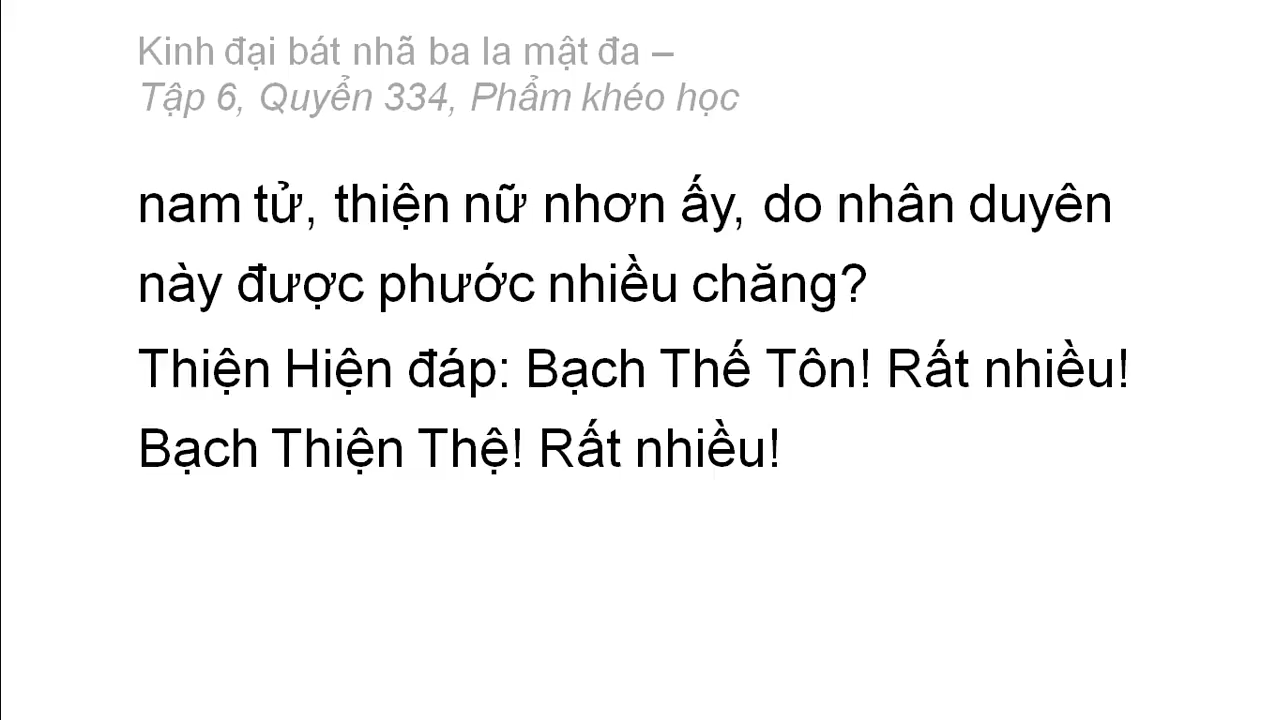 Kinh đại bát nhã ba la mật đa –
Tập 6, Quyển 334, Phẩm khéo học
nam tử, thiện nữ nhơn ấy, do nhân duyên
này được phước nhiều chăng?
Thiện Hiện đáp: Bạch Thế Tôn! Rất nhiều!
Bạch Thiện Thệ! Rất nhiều!